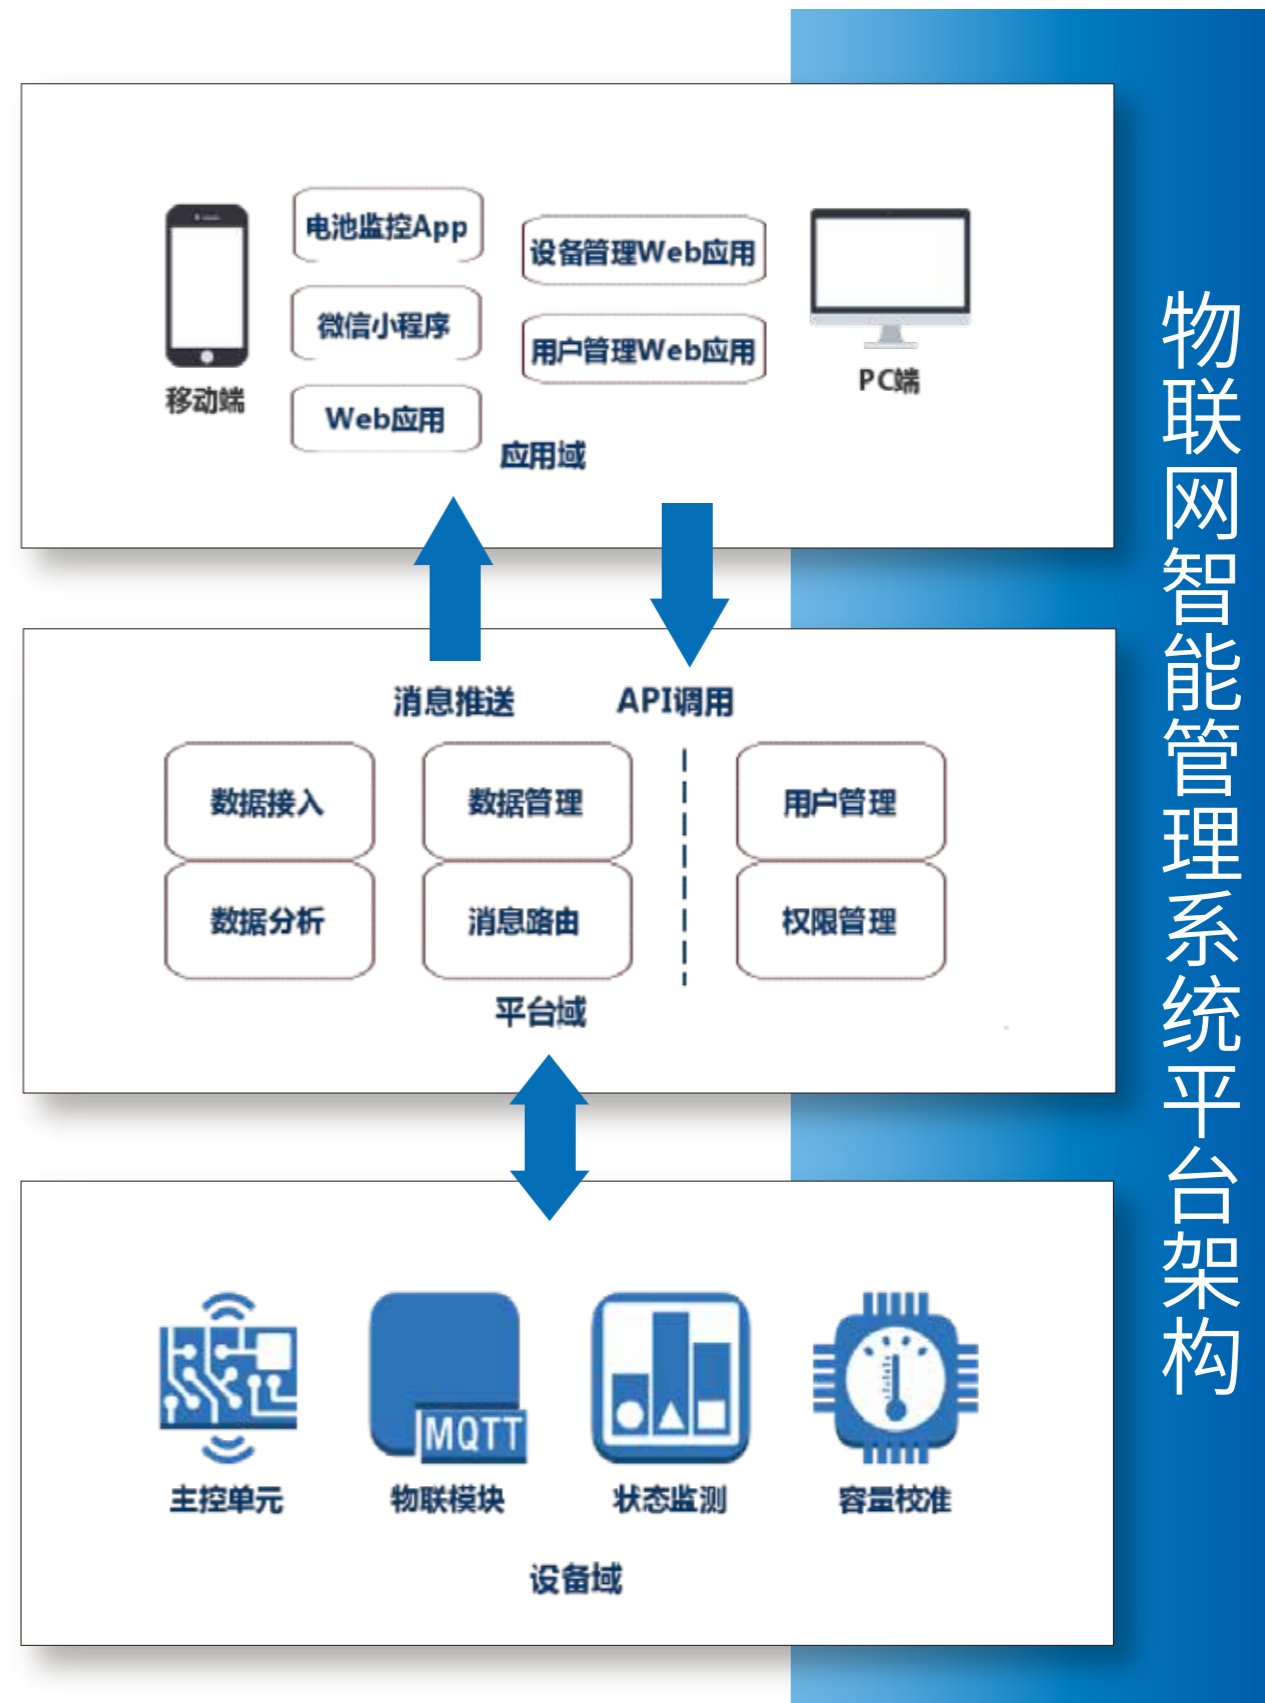 物联网智能管理系统平台架构
电池监控App
设备管理Web应用
微信小程序
用户管理Web应用
移动端
PC端
Web应用
应用域
消息推送
API调用
数据接入
数据管理
用户管理
数据分析
消息路由
权限管理
平台域
MQTT
主控单元
物联模块
状态监测
容量校准
设备域